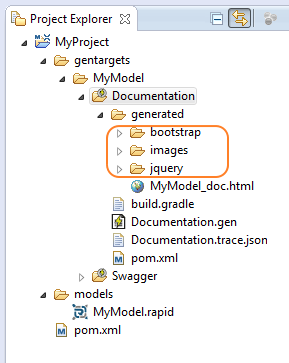 Project Explorer
MyProject
gentargets
MyModel
Documentation
generated
bootstrap
images
jquery
MyModel_doc.html
build.gradle
Documentation.gen
Documentation.trace.json
pom.xml
Swagger
models
MyModel.rapid
pom.xml